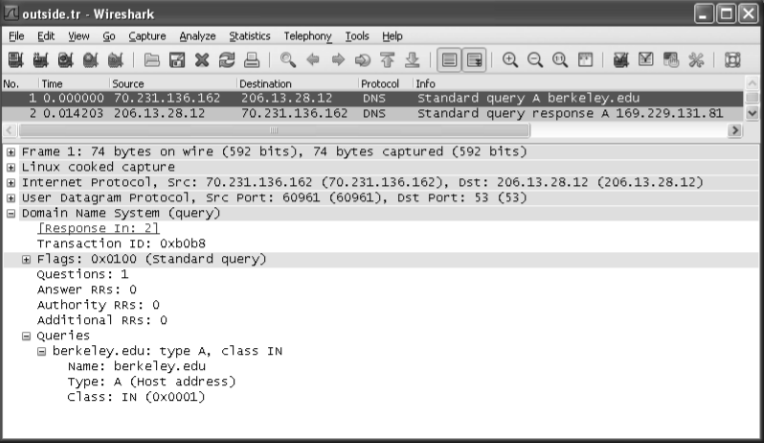 outside.tr - Wireshark
File Edit View Go Capture Analyze Statistics Telephony Tools Help
No. Time Source Destination Protocol Info
1 0.000000 70.231.136.162 206.13.28.12 DNS Standard query A berkeley.edu
2 0.014203 206.13.28.12 70.231.136.162 DNS Standard query response A 169.229.131.81
Frame 1: 74 bytes on wire (592 bits), 74 bytes captured (592 bits)
Linux cooked capture
Internet Protocol, Src: 70.231.136.162 (70.231.136.162), Dst: 206.13.28.12 (206.13.28.12)
User Datagram Protocol, Src Port: 60961 (60961), Dst Port: 53 (53)
Domain Name System (query)
[Response In: 2]
Transaction ID: 0xb0b8
Flags: 0x0100 (Standard query)
Questions: 1
Answer RRs: 0
Authority RRs: 0
Additional RRs: 0
Queries
berkeley.edu: type A, class IN
Name: berkeley.edu
Type: A (Host address)
Class: IN (0x0001)